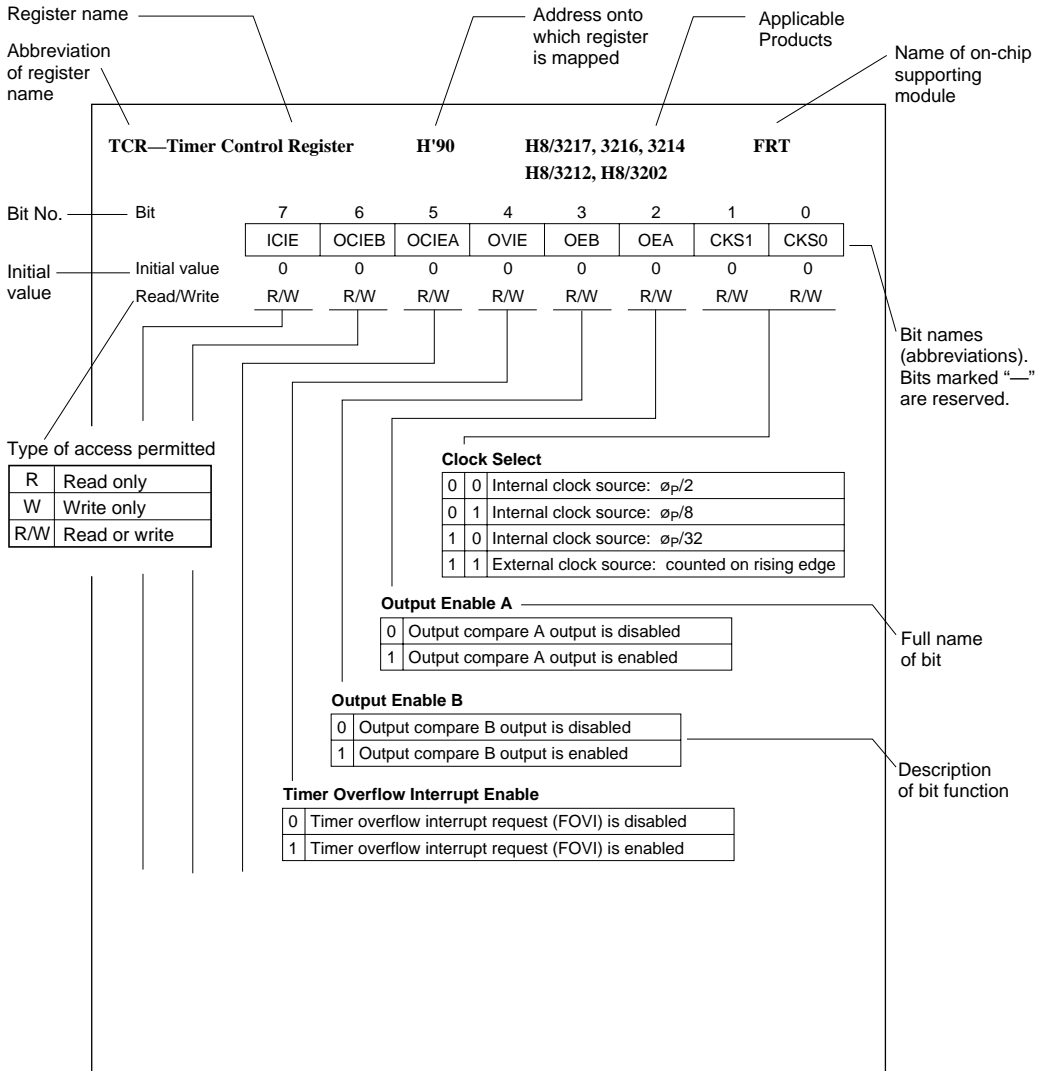 Register name
Address onto
which register
is mapped
Applicable
Products
Abbreviation
of register
name
Name of on-chip
supporting
module
TCR—Timer Control Register H'90 H8/3217, 3216, 3214 FRT
H8/3212, H8/3202
Bit No. Bit 7 6 5 4 3 2 1 0
ICIE OCIEB OCIEA OVIE OEB OEA CKS1 CKS0
Initial
value
Initial value 0 0 0 0 0 0 0 0
Read/Write R/W R/W R/W R/W R/W R/W R/W R/W
Bit names
(abbreviations).
Bits marked “—”
are reserved.
Type of access permitted
R Read only
W Write only
R/W Read or write
Clock Select
0 0 Internal clock source: øP/2
0 1 Internal clock source: øP/8
1 0 Internal clock source: øP/32
1 1 External clock source: counted on rising edge
Output Enable A
0 Output compare A output is disabled
1 Output compare A output is enabled
Full name
of bit
Output Enable B
0 Output compare B output is disabled
1 Output compare B output is enabled
Description
of bit function
Timer Overflow Interrupt Enable
0 Timer overflow interrupt request (FOVI) is disabled
1 Timer overflow interrupt request (FOVI) is enabled